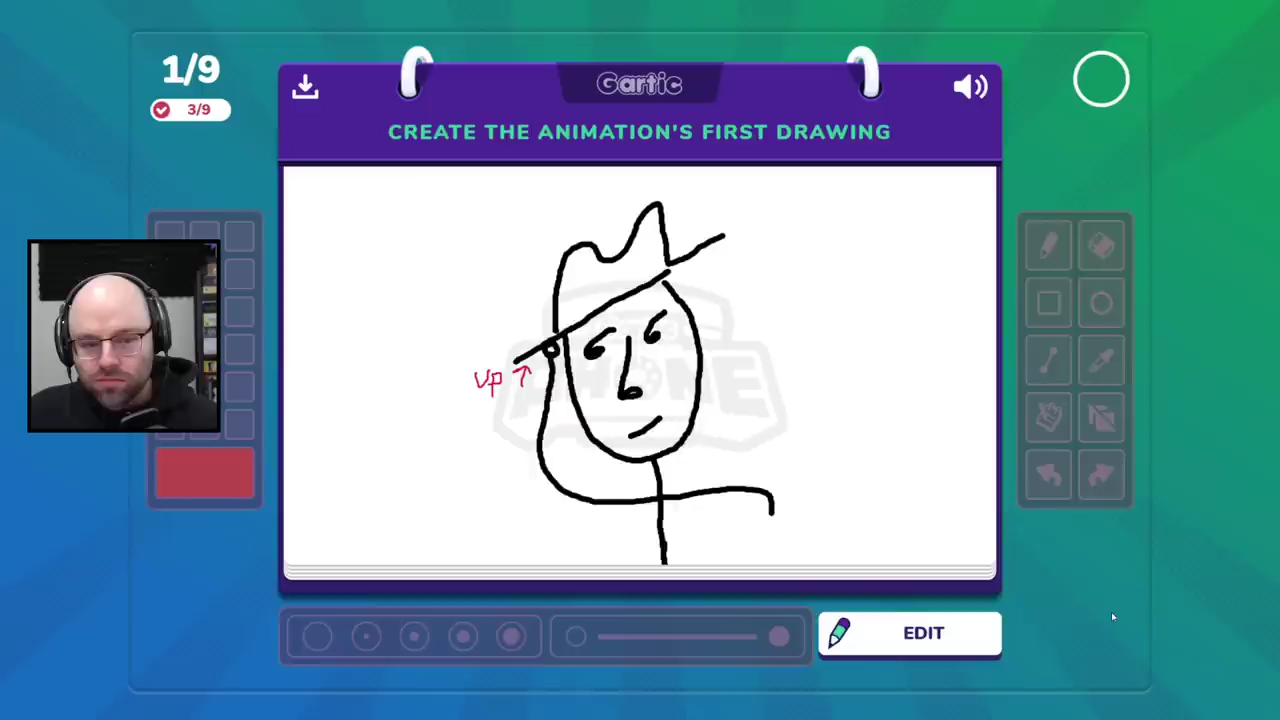 1/9
3/9
Gartic
CREATE THE ANIMATION'S FIRST DRAWING
UP
EDIT